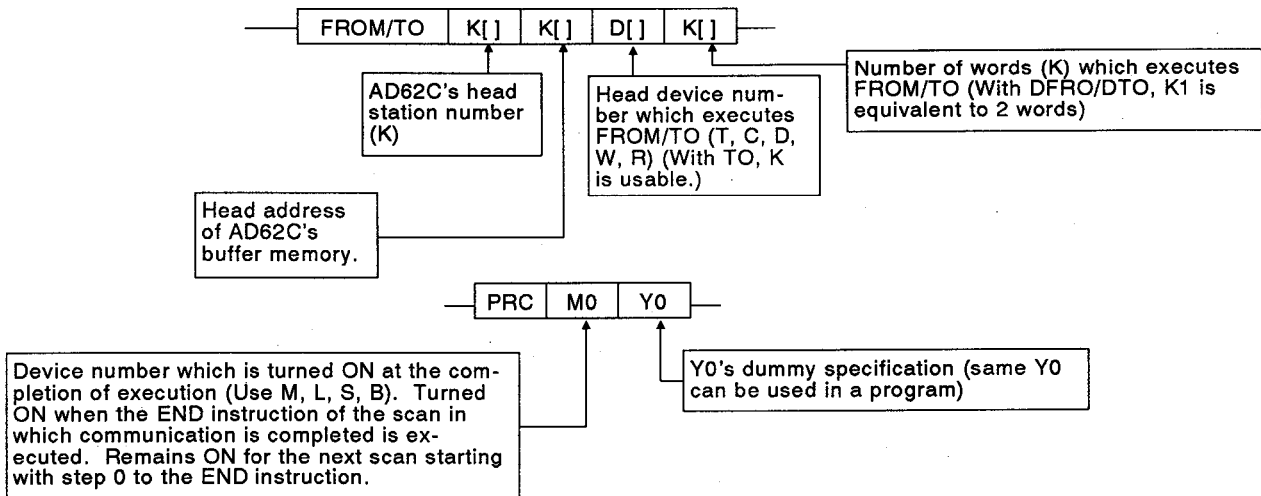 FROM/TO K[ ] K[ ] D[ ] K[ ]
AD62C's head
station number
(K)
Head device num-
ber which executes
FROM/TO (T, C, D,
W, R) (With TO, K
is usable.)
Number of words (K) which executes
FROM/TO (With DFRO/DTO, K1 is
equivalent to 2 words)
Head address
of AD62C's
buffer memory.
PRC M0 Y0
Device number which is turned ON at the com-
pletion of execution (Use M, L, S, B). Turned
ON when the END instruction of the scan in
which communication is completed is ex-
ecuted. Remains ON for the next scan starting
with step 0 to the END instruction.
Y0's dummy specification (same Y0
can be used in a program)